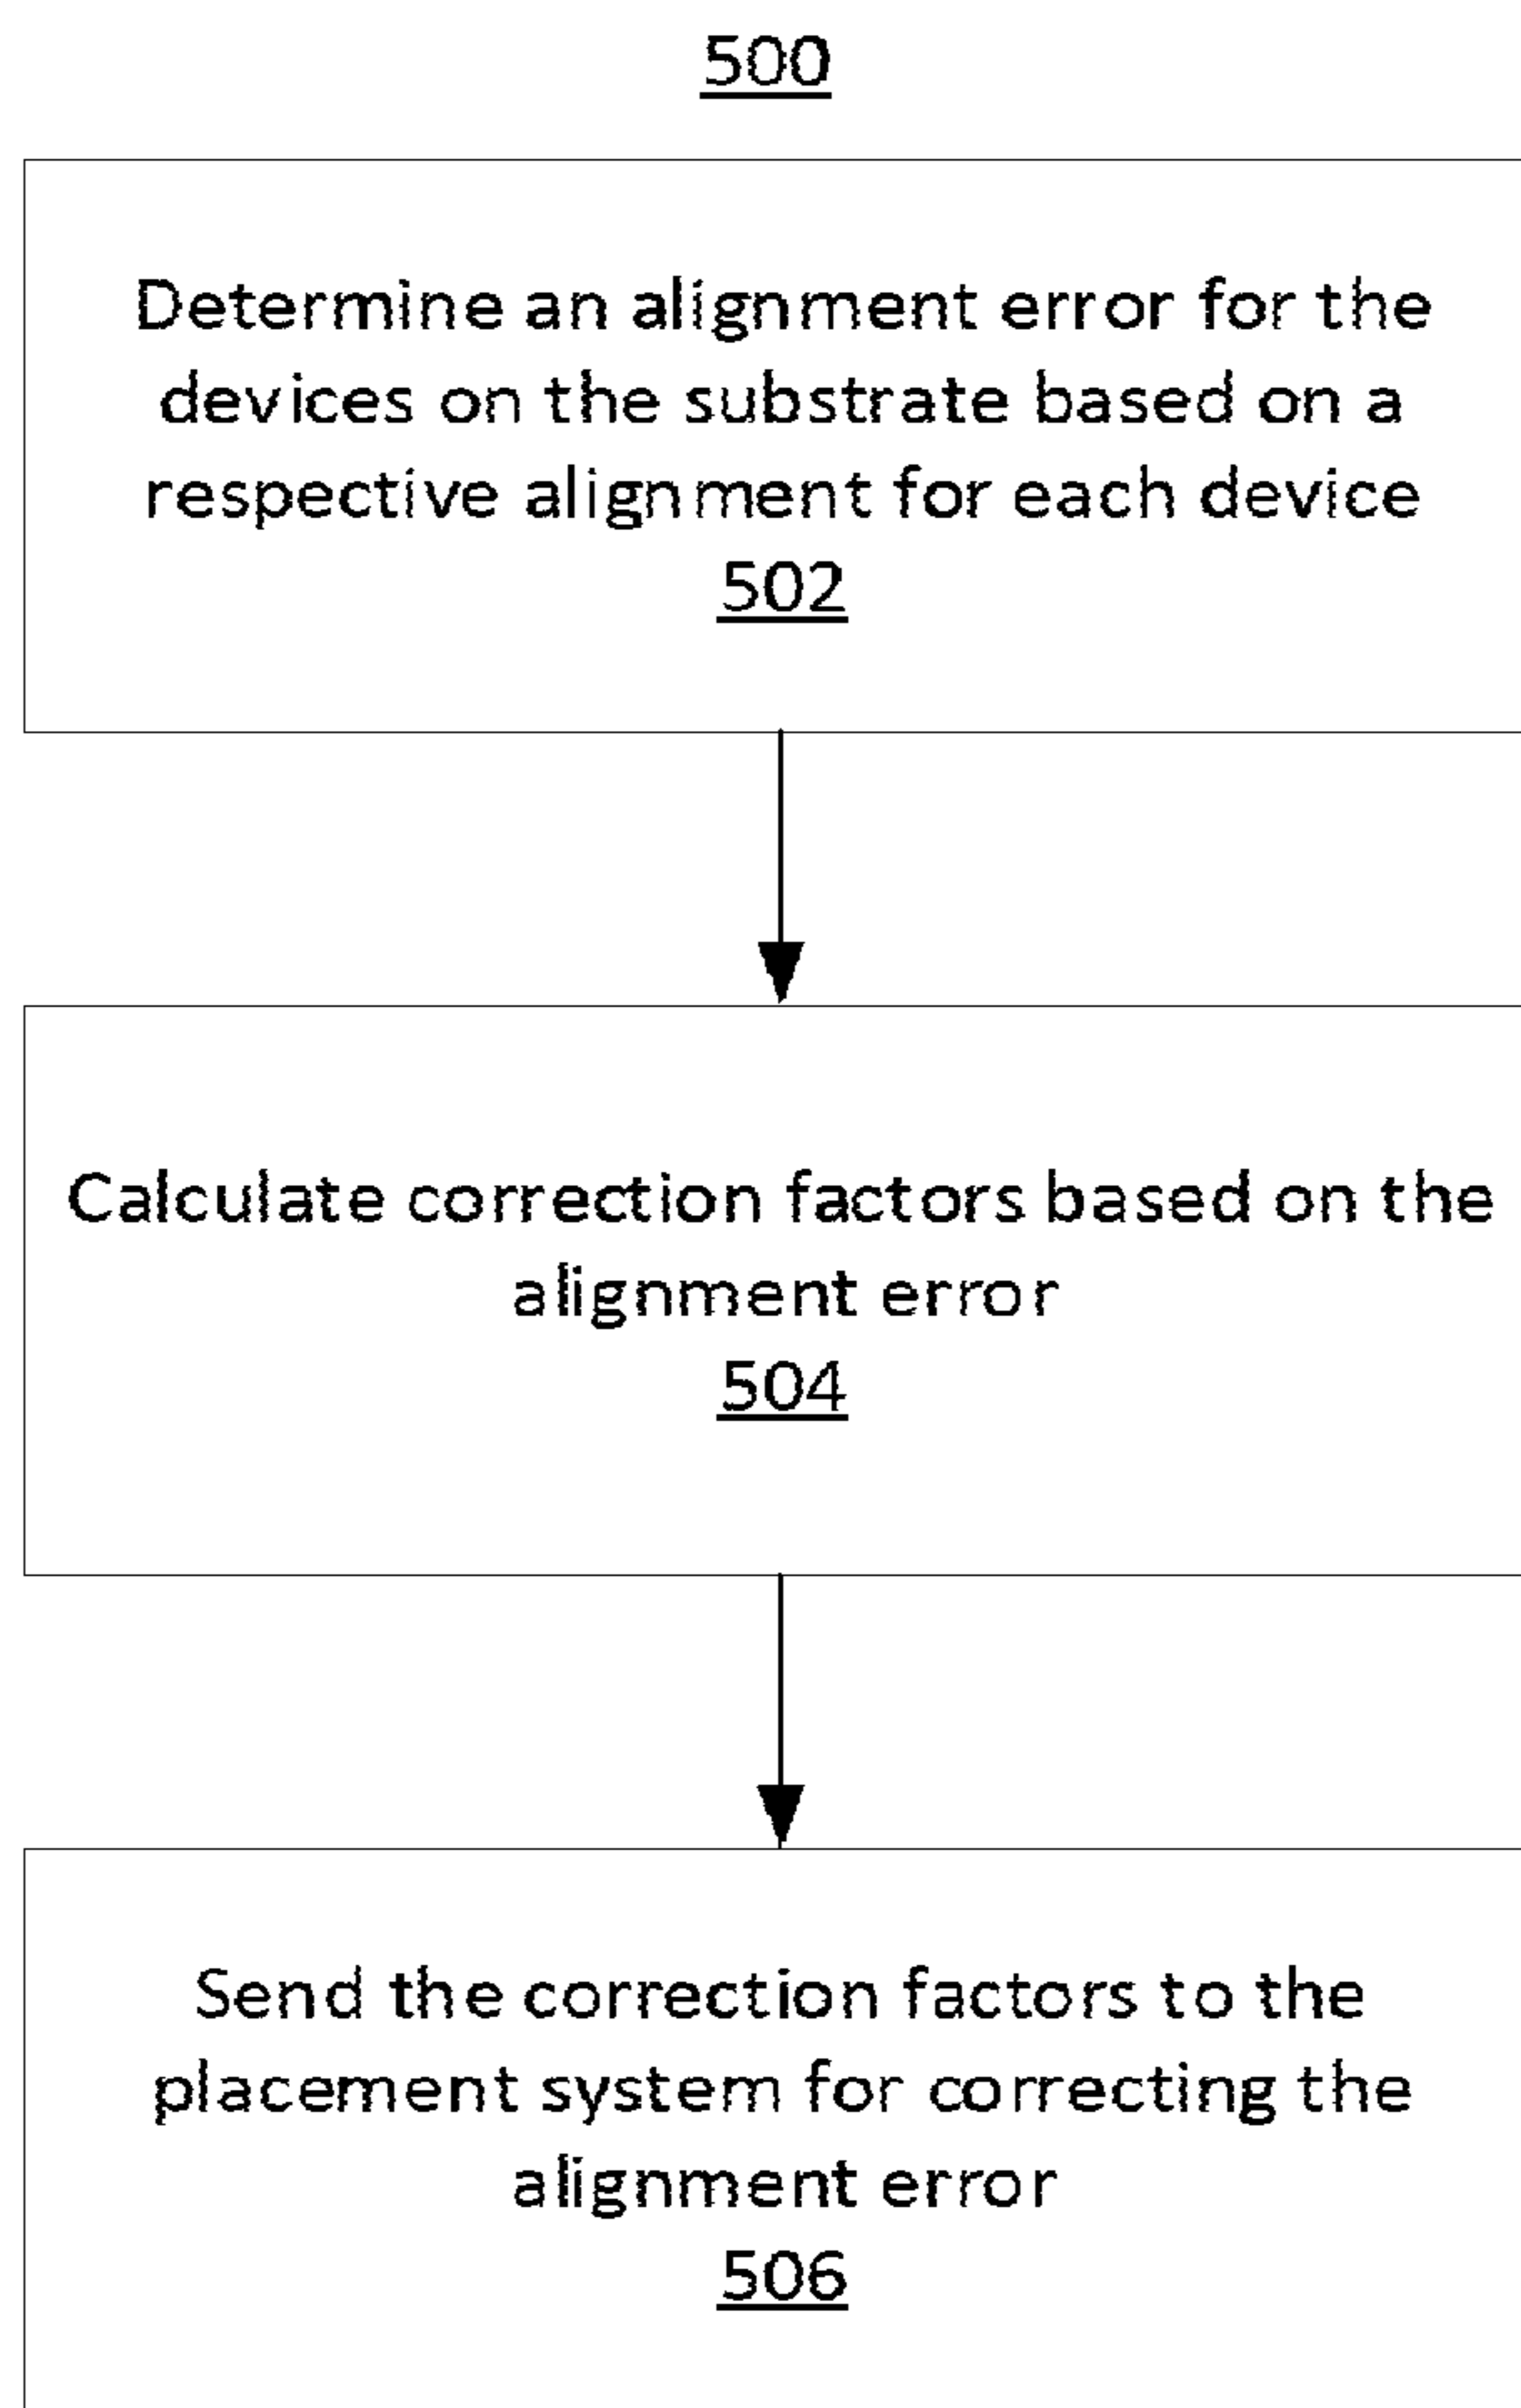 500
Determine an alignment error for the
devices on the substrate based on a
respective alignment for each device
502
Calculate correction factors based on the
alignment error
504
Send the correction factors to the
placement system for correcting the
alignment error
506